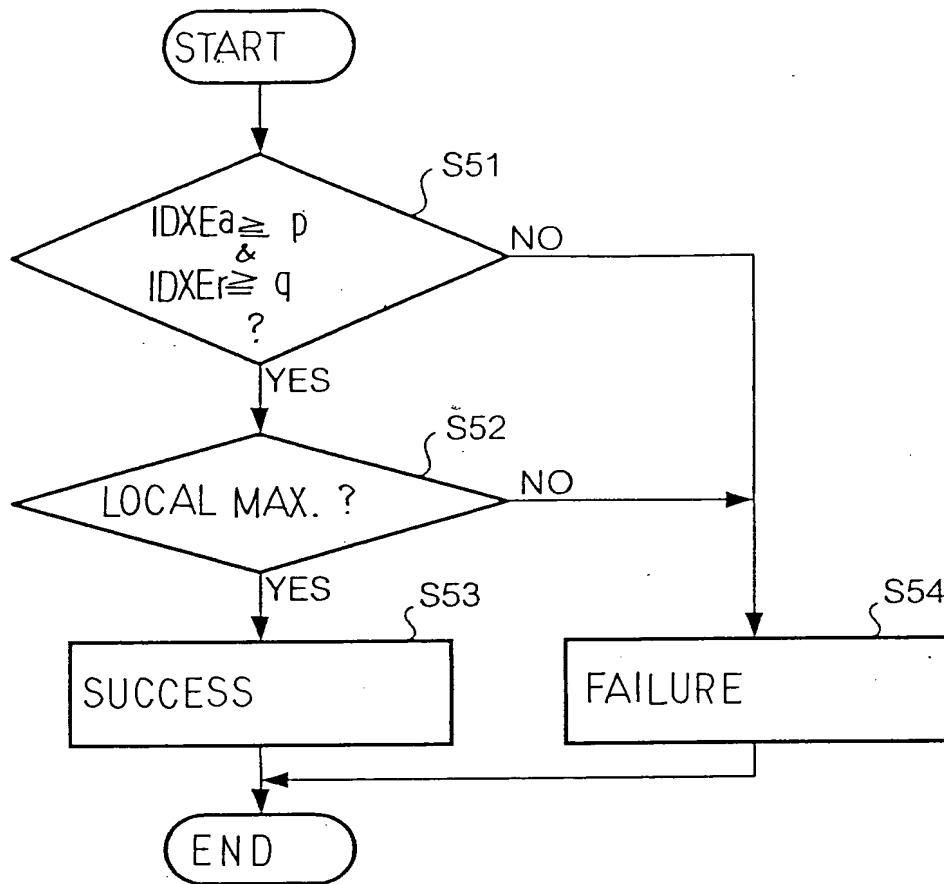 START
S51
IDXEa ≧ p
&
IDXEr ≧ q
?
NO
YES
S52
LOCAL MAX. ?
NO
YES
S53
S54
SUCCESS
FAILURE
END